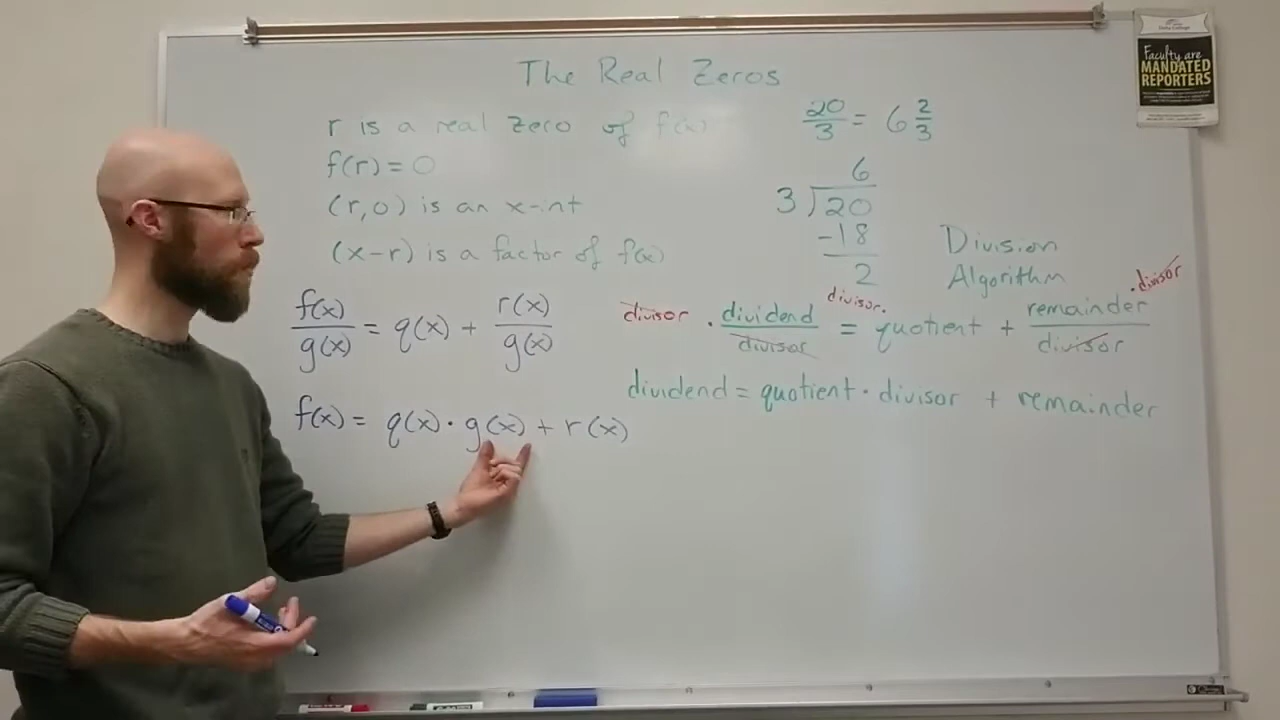 The Real Zeros
r is a real zero of f(x)
f(r) = 0
(r,0) is an x-int
(x-r) is a factor of f(x)
f(x)/g(x) = q(x) + r(x)/g(x)
f(x) = q(x) · g(x) + r(x)
20/3 = 6 2/3
6
3 ) 20
-18
2
Division
Algorithm
divisor · dividend/divisor = divisor · quotient + remainder/divisor · divisor
dividend = quotient · divisor + remainder
Faculty are
MANDATED
REPORTERS